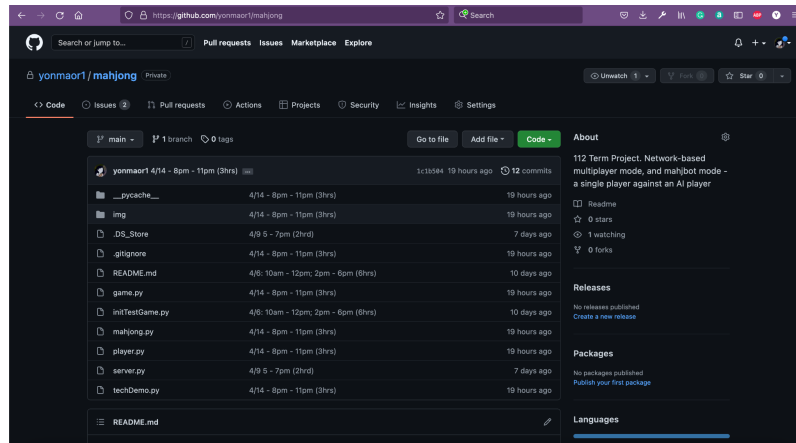 https://github.com/yonmaor1/mahjong
Search
Search or jump to...
/
Pull requests Issues Marketplace Explore
yonmaor1 / mahjong Private
Unwatch 1
Fork 0
Star 0
Code
Issues 2
Pull requests
Actions
Projects
Security
Insights
Settings
main
1 branch
0 tags
Go to file
Add file
Code
yonmaor1 4/14 - 8pm - 11pm (3hrs) ...
1c1b504 19 hours ago 12 commits
__pycache__ 4/14 - 8pm - 11pm (3hrs) 19 hours ago
img 4/14 - 8pm - 11pm (3hrs) 19 hours ago
.DS_Store 4/9 5 - 7pm (2hrd) 7 days ago
.gitignore 4/14 - 8pm - 11pm (3hrs) 19 hours ago
README.md 4/6: 10am - 12pm; 2pm - 6pm (6hrs) 10 days ago
game.py 4/14 - 8pm - 11pm (3hrs) 19 hours ago
initTestGame.py 4/6: 10am - 12pm; 2pm - 6pm (6hrs) 10 days ago
mahjong.py 4/14 - 8pm - 11pm (3hrs) 19 hours ago
player.py 4/14 - 8pm - 11pm (3hrs) 19 hours ago
server.py 4/9 5 - 7pm (2hrd) 7 days ago
techDemo.py 4/14 - 8pm - 11pm (3hrs) 19 hours ago
README.md
About
112 Term Project. Network-based
multiplayer mode, and mahjbot mode -
a single player against an AI player
Readme
0 stars
1 watching
0 forks
Releases
No releases published
Create a new release
Packages
No packages published
Publish your first package
Languages